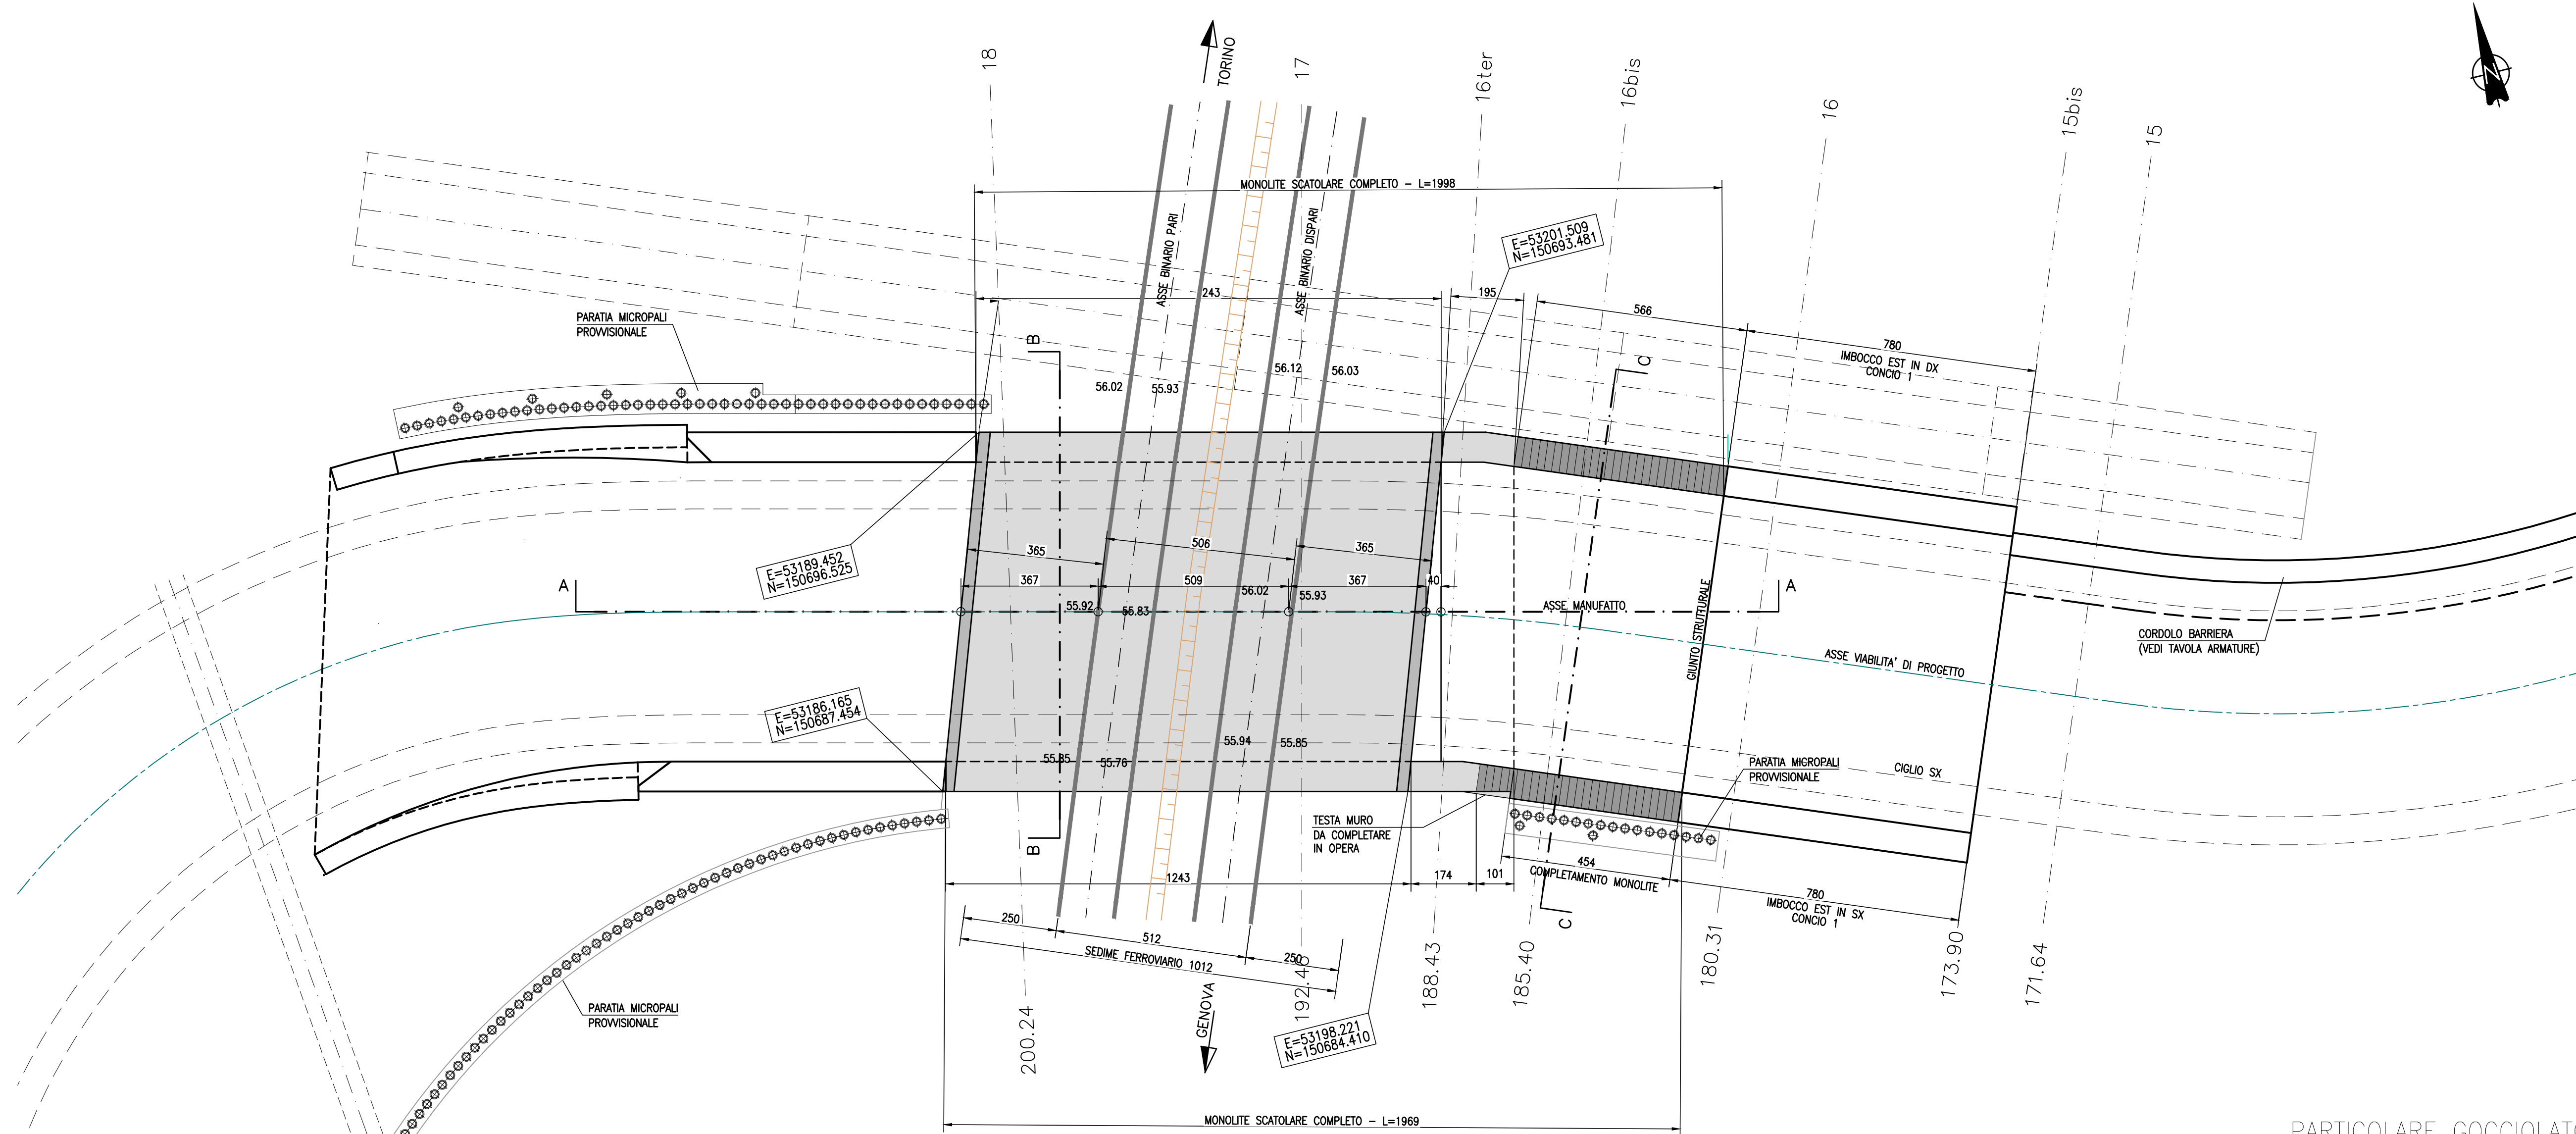 18
TORINO
17
16ter
16bis
16
15bis
15
N
MONOLITE SCATOLARE COMPLETO - L=1998
ASSE BINARIO PARI
ASSE BINARIO DISPARI
E=53201.509
N=150693.481
243
195
566
780
IMBOCCO EST IN DX
CONCIO 1
PARATIA MICROPALI
PROVVISIONALE
B
C
56.02
55.93
56.12
56.03
E=53189.452
N=150696.525
365
506
365
367
509
367
40
A
A
55.92
55.83
56.02
55.93
ASSE MANUFATTO
GIUNTO STRUTTURALE
ASSE VIABILITA' DI PROGETTO
CORDOLO BARRIERA
(VEDI TAVOLA ARMATURE)
E=53186.165
N=150687.454
55.85
55.76
55.94
55.85
PARATIA MICROPALI
PROVVISIONALE
CIGLIO SX
TESTA MURO
DA COMPLETARE
IN OPERA
B
1243
174
101
454
COMPLETAMENTO MONOLITE
780
IMBOCCO EST IN SX
CONCIO 1
C
250
512
250
SEDIME FERROVIARIO 1012
PARATIA MICROPALI
PROVVISIONALE
GENOVA
200.24
192.46
188.43
185.40
180.31
173.90
171.64
E=53198.221
N=150684.410
MONOLITE SCATOLARE COMPLETO - L=1969
PARTICOLARE GOCCIOLATO